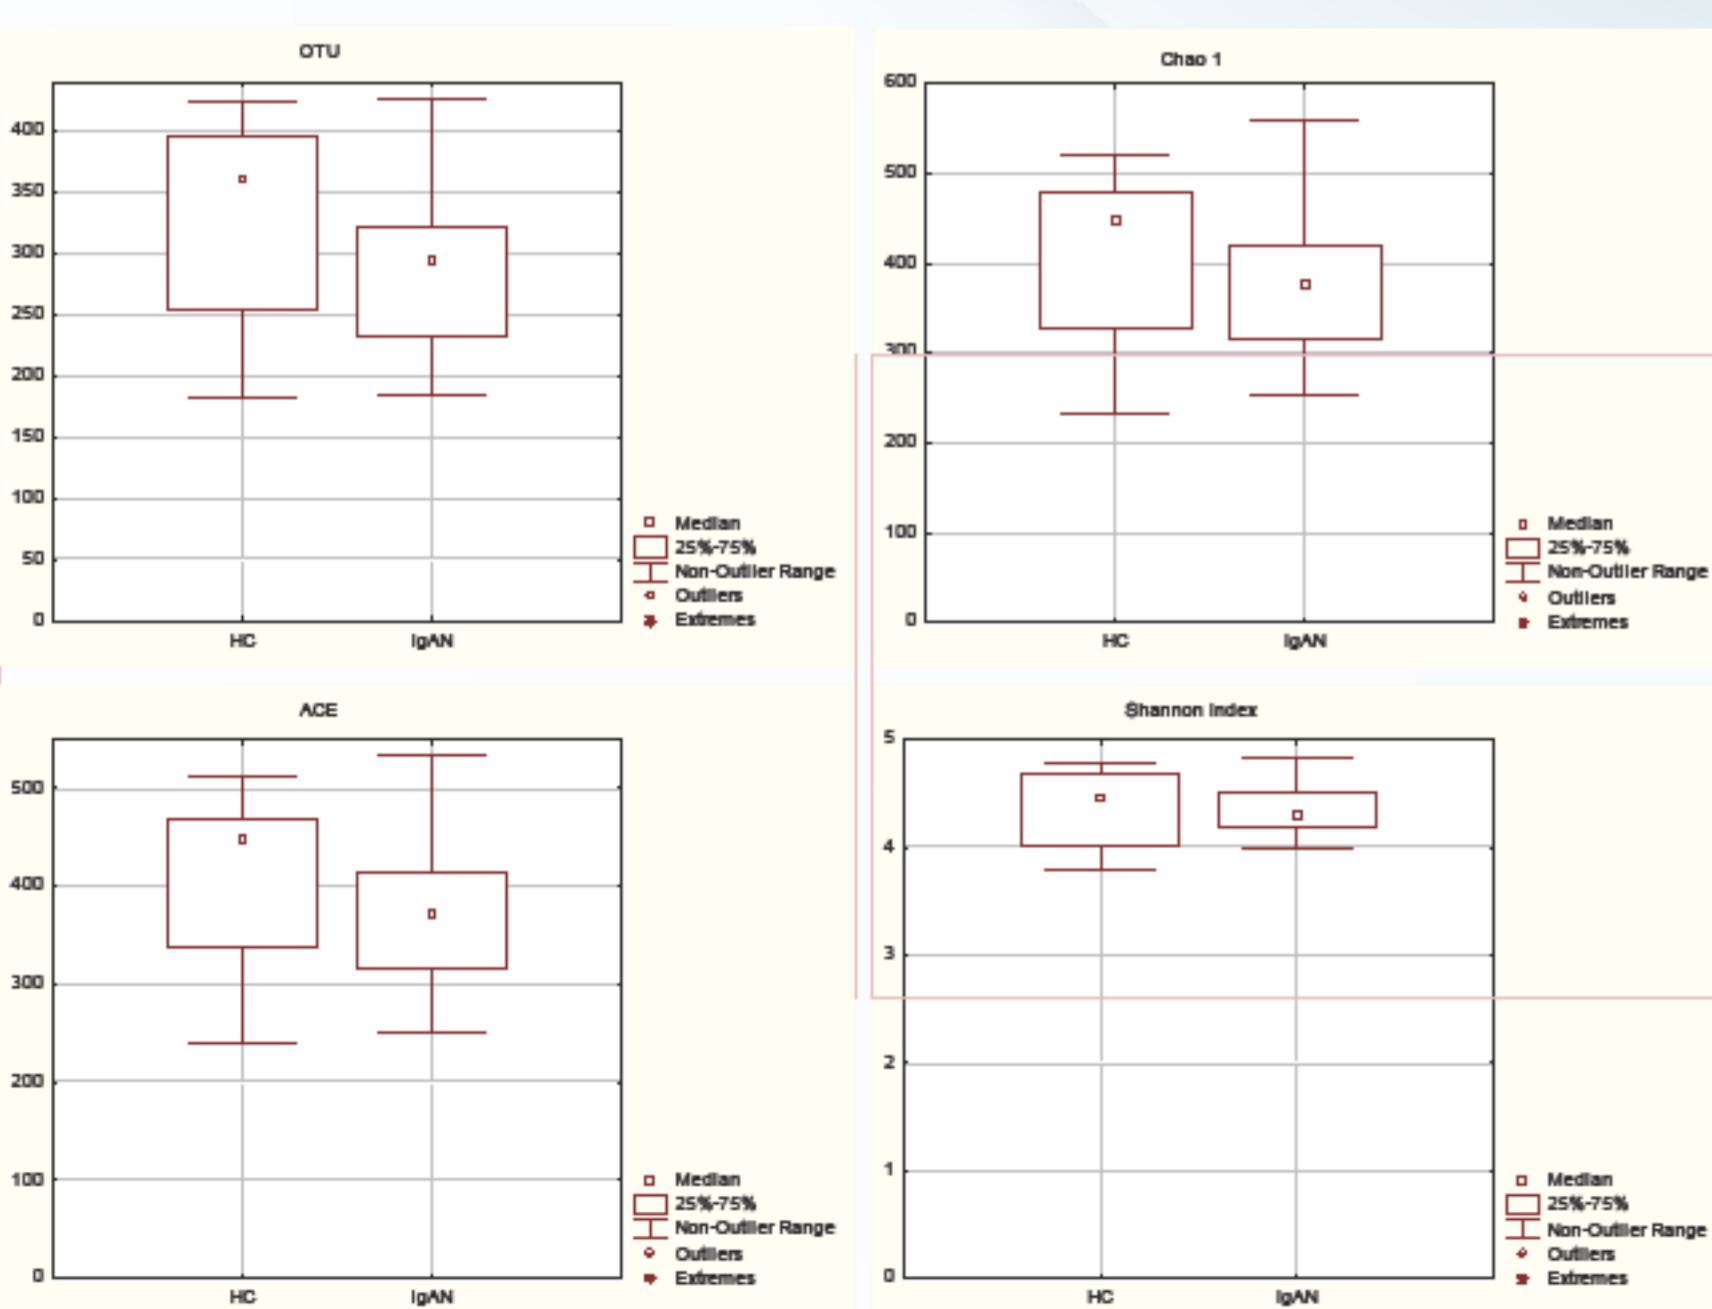 OTU
400
350
300
250
200
150
100
50
0
HC IgAN
Median
25%-75%
Non-Outlier Range
Outliers
Extremes
Chao 1
600
500
400
300
200
100
0
HC IgAN
Median
25%-75%
Non-Outlier Range
Outliers
Extremes
ACE
500
400
300
200
100
0
HC IgAN
Median
25%-75%
Non-Outlier Range
Outliers
Extremes
Shannon Index
5
4
3
2
1
0
HC IgAN
Median
25%-75%
Non-Outlier Range
Outliers
Extremes